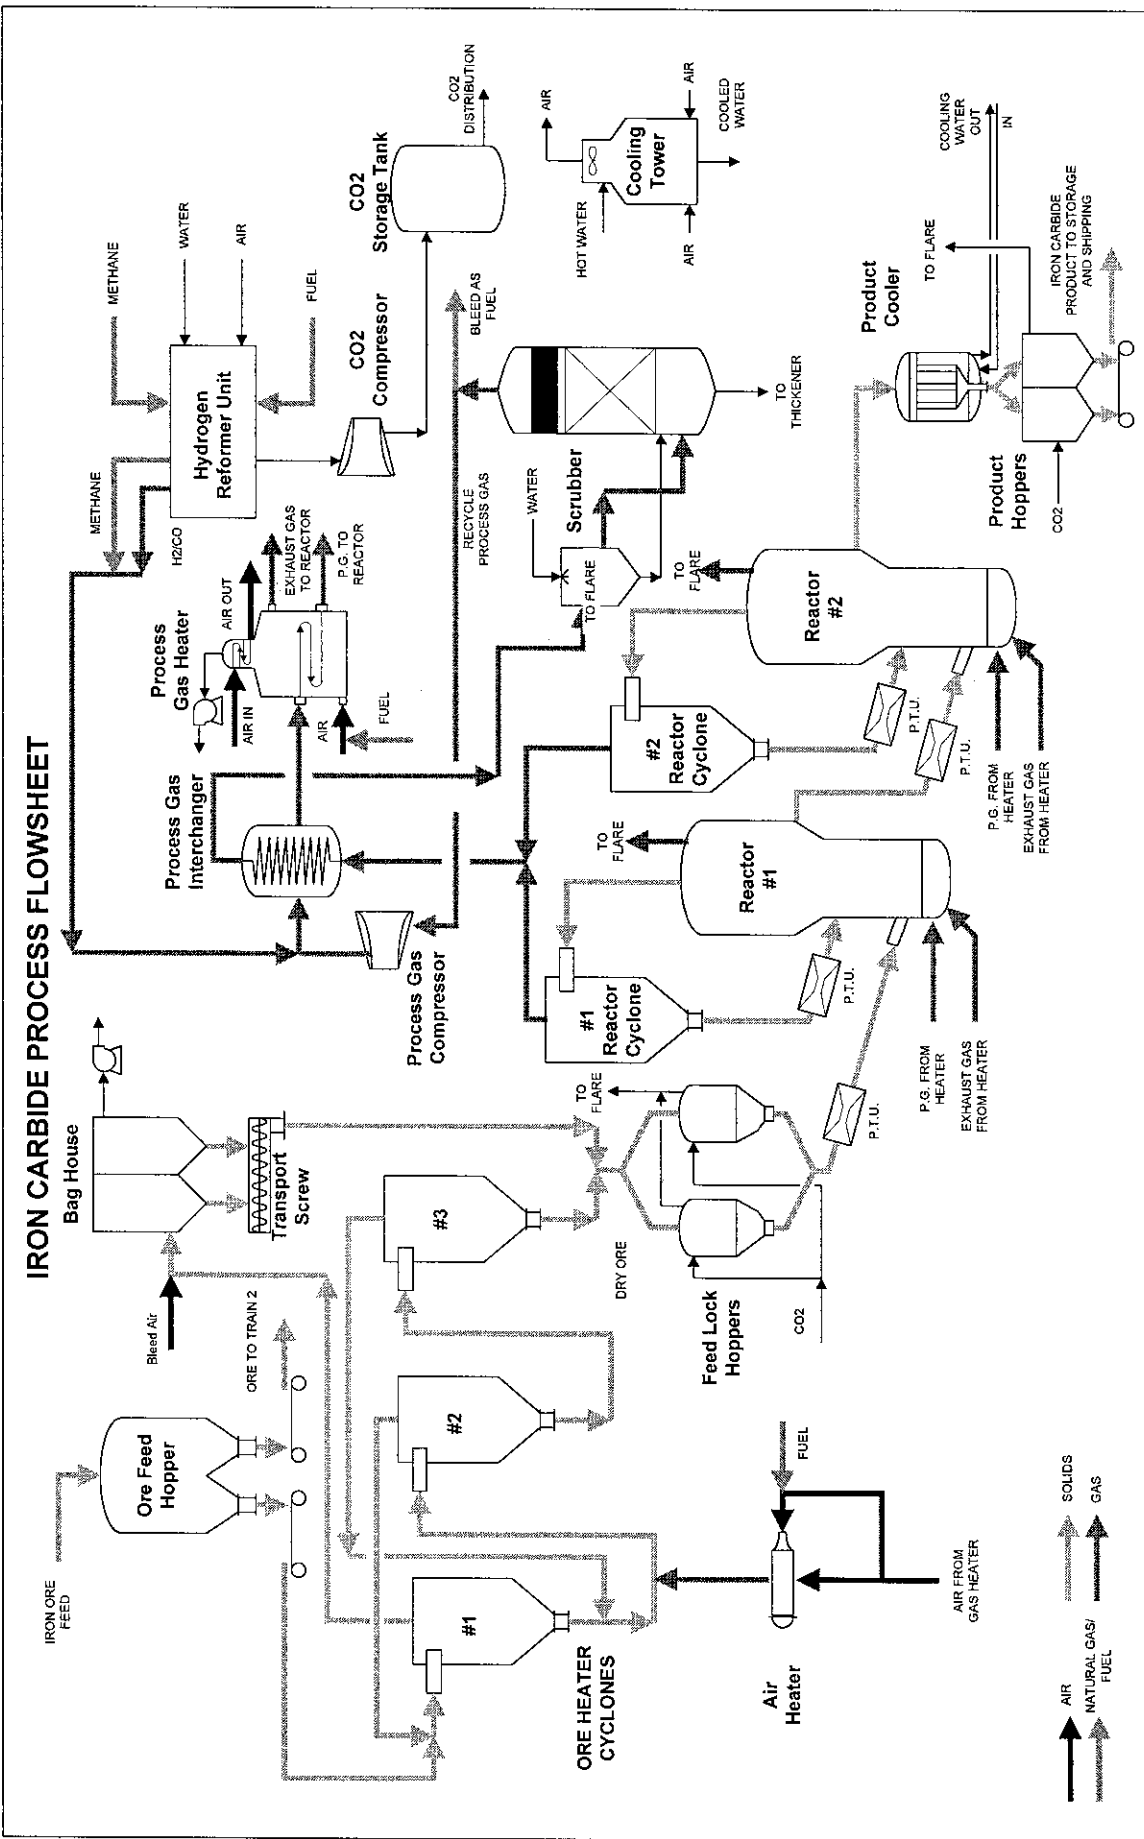 IRON CARBIDE PROCESS FLOWSHEET
IRON ORE
FEED
Ore Feed
Hopper
ORE TO TRAIN 2
Bleed Air
Bag House
Transport
Screw
#1
#2
#3
ORE HEATER
CYCLONES
Air
Heater
FUEL
AIR FROM
GAS HEATER
DRY ORE
TO
FLARE
Feed Lock
Hoppers
CO2
P.T.U.
Process Gas
Compressor
Process Gas
Interchanger
Process
Gas Heater
AIR IN
AIR OUT
AIR
FUEL
EXHAUST GAS
TO REACTOR
P.G. TO
REACTOR
H2/CO
METHANE
Hydrogen
Reformer Unit
METHANE
WATER
AIR
FUEL
CO2
Compressor
CO2
Storage Tank
CO2
DISTRIBUTION
RECYCLE
PROCESS GAS
BLEED AS
FUEL
WATER
TO FLARE
Scrubber
TO
THICKENER
HOT WATER
AIR
AIR
AIR
Cooling
Tower
COOLED
WATER
#1
Reactor
Cyclone
TO
FLARE
Reactor
#1
P.T.U.
P.G. FROM
HEATER
EXHAUST GAS
FROM HEATER
#2
Reactor
Cyclone
TO
FLARE
Reactor
#2
P.T.U.
P.T.U.
P.G. FROM
HEATER
EXHAUST GAS
FROM HEATER
Product
Cooler
TO FLARE
COOLING
WATER
OUT
IN
Product
Hoppers
CO2
IRON CARBIDE
PRODUCT TO STORAGE
AND SHIPPING
AIR
SOLIDS
NATURAL GAS/
FUEL
GAS